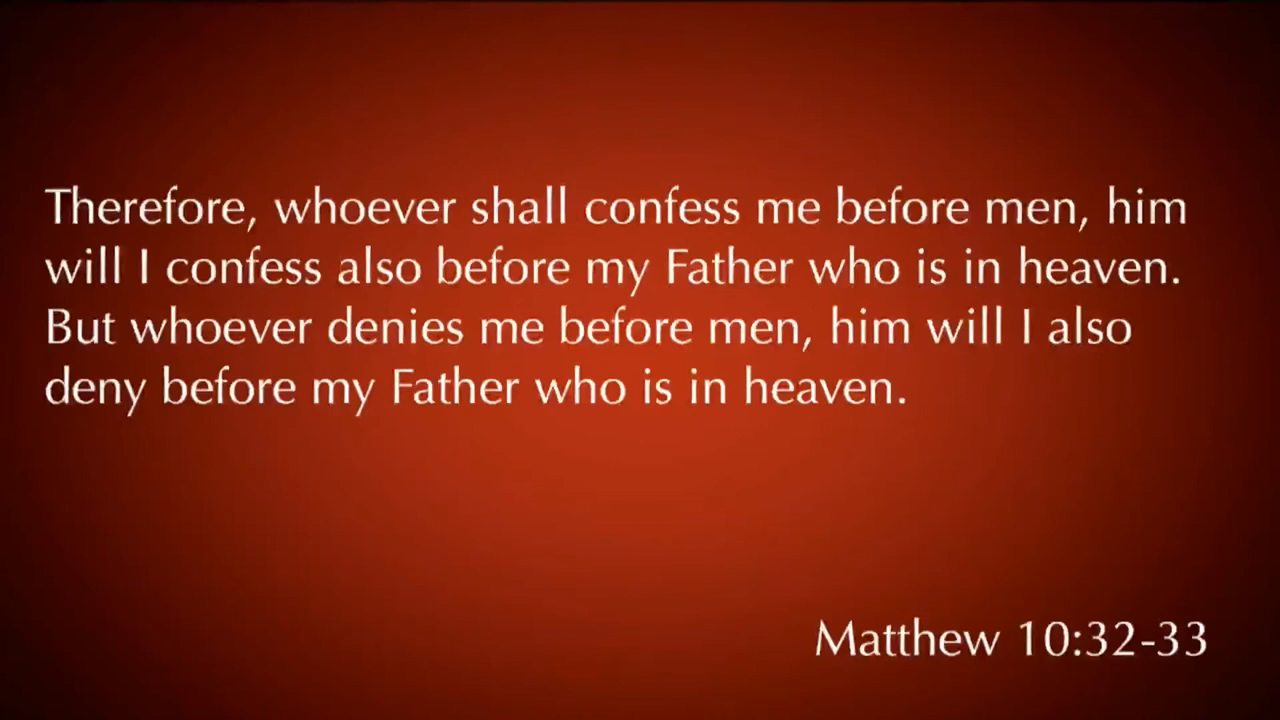 Therefore, whoever shall confess me before men, him
will I confess also before my Father who is in heaven.
But whoever denies me before men, him will I also
deny before my Father who is in heaven.
Matthew 10:32-33